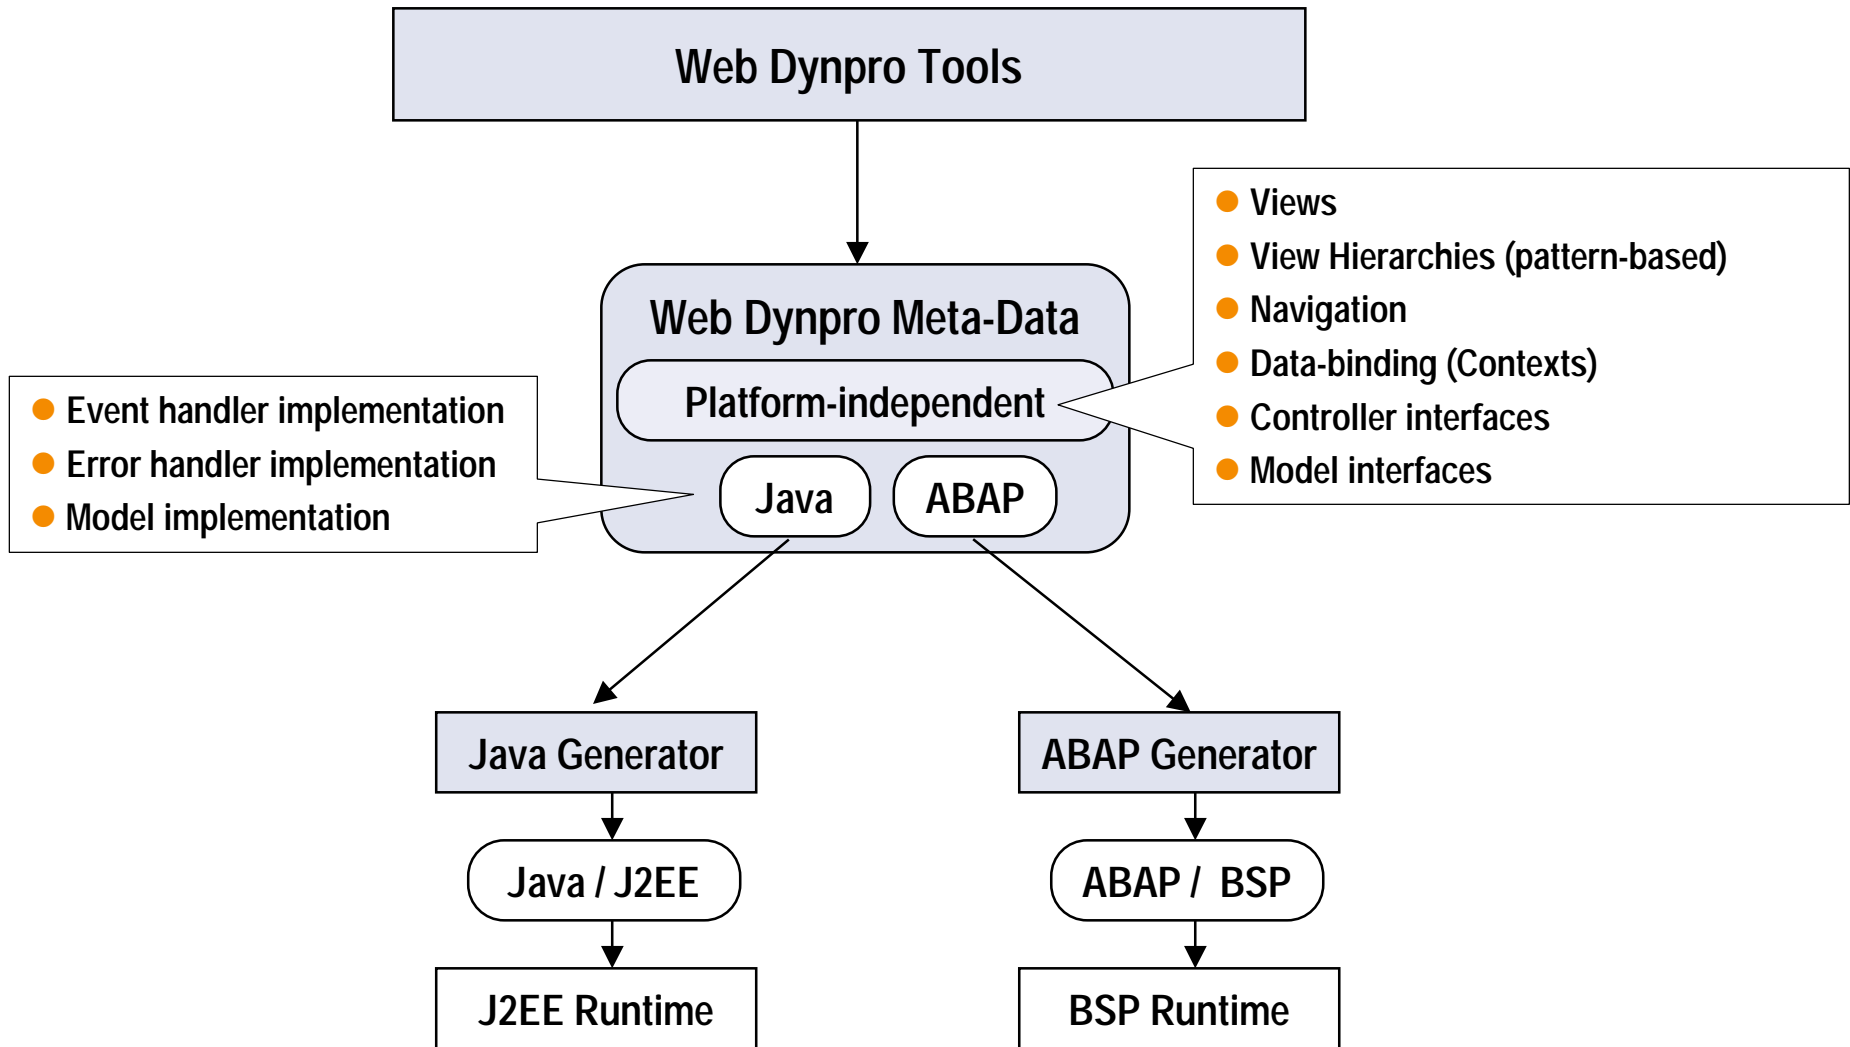 Web Dynpro Tools
Views
View Hierarchies (pattern-based)
Navigation
Data-binding (Contexts)
Controller interfaces
Model interfaces
Web Dynpro Meta-Data
Platform-independent
Java
ABAP
Event handler implementation
Error handler implementation
Model implementation
Java Generator
ABAP Generator
Java / J2EE
ABAP / BSP
J2EE Runtime
BSP Runtime